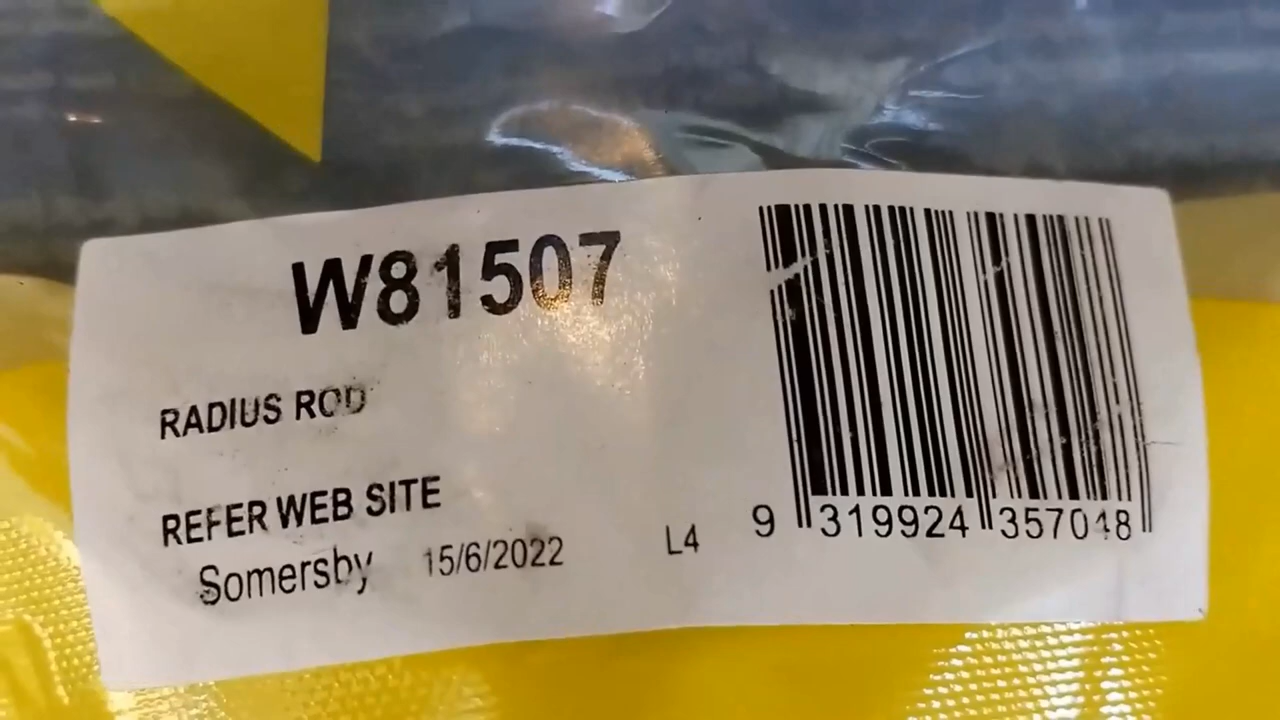 W81507
RADIUS ROD
REFER WEB SITE
Somersby 15/6/2022 L4
9 319924 357048